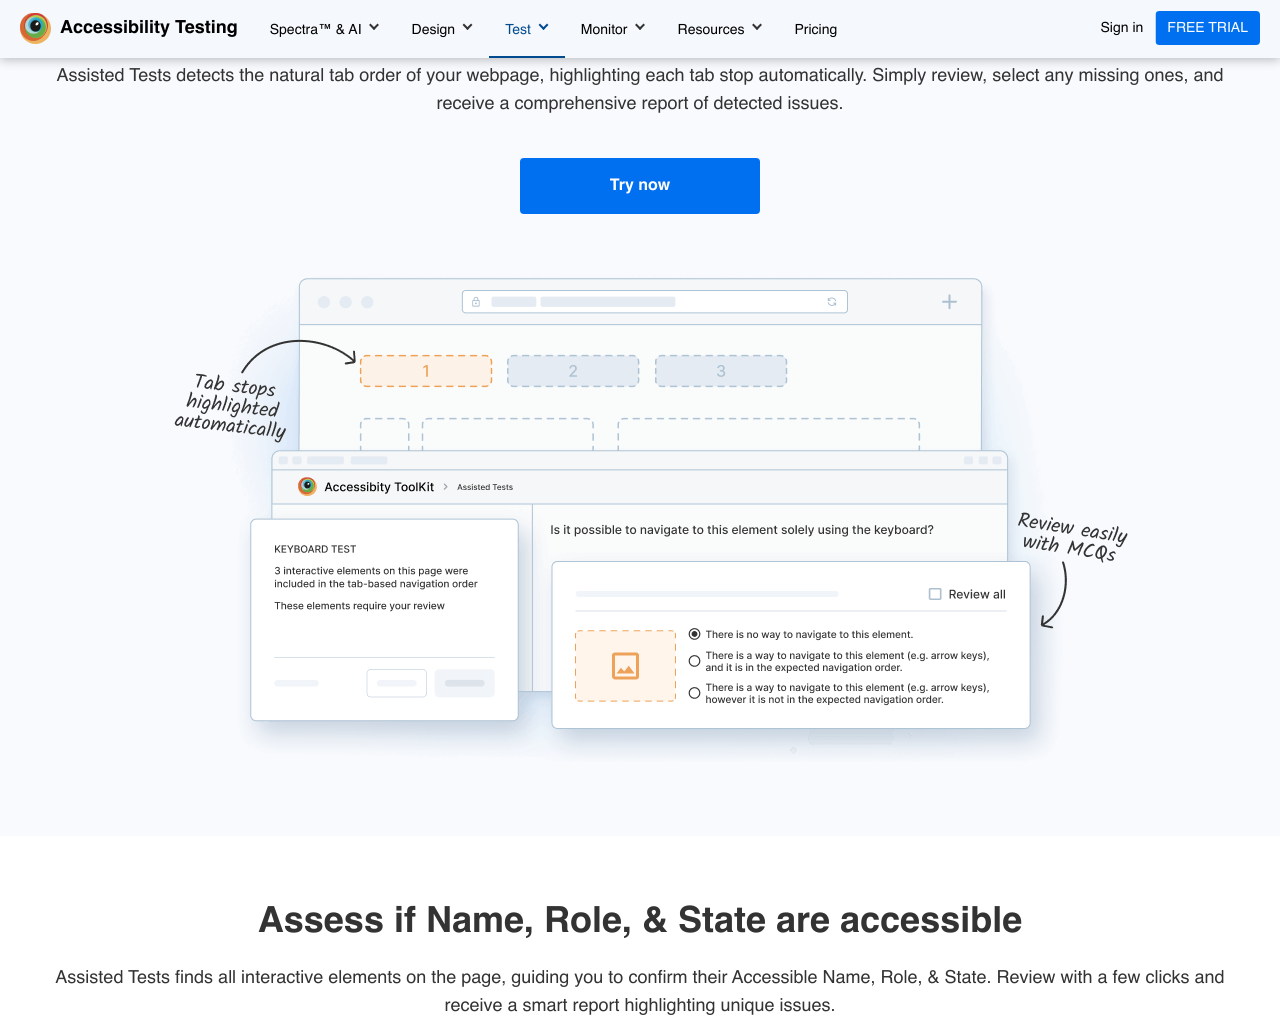 Accessibility Testing
Spectra™ & AI
Design
Test
Monitor
Resources
Pricing
Sign in
FREE TRIAL
Assisted Tests detects the natural tab order of your webpage, highlighting each tab stop automatically. Simply review, select any missing ones, and
receive a comprehensive report of detected issues.
Try now
Tab stops
highlighted
automatically
1
2
3
Accessibity ToolKit
Assisted Tests
Is it possible to navigate to this element solely using the keyboard?
KEYBOARD TEST
3 interactive elements on this page were
included in the tab-based navigation order
These elements require your review
Review easily
with MCQs
Review all
There is no way to navigate to this element.
There is a way to navigate to this element (e.g. arrow keys),
and it is in the expected navigation order.
There is a way to navigate to this element (e.g. arrow keys),
however it is not in the expected navigation order.
Assess if Name, Role, & State are accessible
Assisted Tests finds all interactive elements on the page, guiding you to confirm their Accessible Name, Role, & State. Review with a few clicks and
receive a smart report highlighting unique issues.